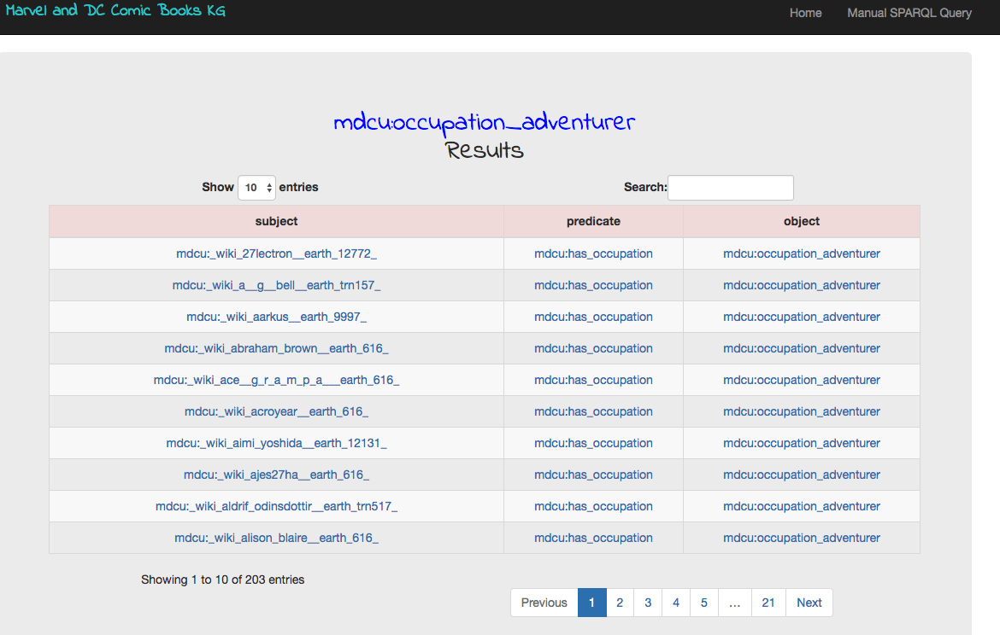 Marvel and DC Comic Books KG Home Manual SPARQL Query
mdcu:occupation_adventurer
Results
Show 10 entries Search:
subject predicate object
mdcu:_wiki_27lectron__earth_12772_ mdcu:has_occupation mdcu:occupation_adventurer
mdcu:_wiki_a__g__bell__earth_trn157_ mdcu:has_occupation mdcu:occupation_adventurer
mdcu:_wiki_aarkus__earth_9997_ mdcu:has_occupation mdcu:occupation_adventurer
mdcu:_wiki_abraham_brown__earth_616_ mdcu:has_occupation mdcu:occupation_adventurer
mdcu:_wiki_ace__g_r_a_m_p_a___earth_616_ mdcu:has_occupation mdcu:occupation_adventurer
mdcu:_wiki_acroyear__earth_616_ mdcu:has_occupation mdcu:occupation_adventurer
mdcu:_wiki_aimi_yoshida__earth_12131_ mdcu:has_occupation mdcu:occupation_adventurer
mdcu:_wiki_ajes27ha__earth_616_ mdcu:has_occupation mdcu:occupation_adventurer
mdcu:_wiki_aldrif_odinsdottir__earth_trn517_ mdcu:has_occupation mdcu:occupation_adventurer
mdcu:_wiki_alison_blaire__earth_616_ mdcu:has_occupation mdcu:occupation_adventurer
Showing 1 to 10 of 203 entries
Previous 1 2 3 4 5 ... 21 Next